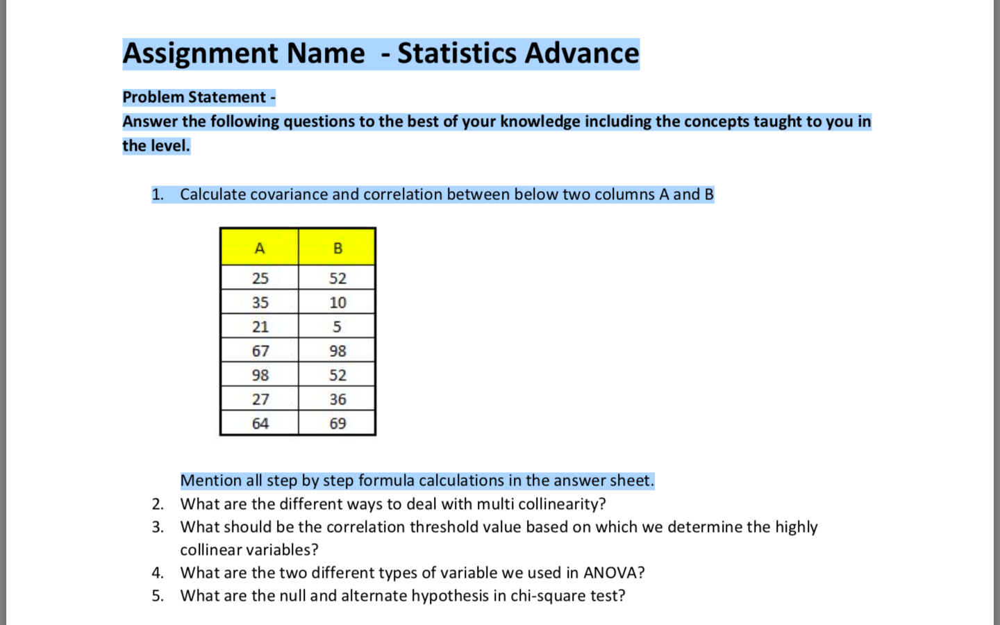 Assignment Name - Statistics Advance
Problem Statement -
Answer the following questions to the best of your knowledge including the concepts taught to you in
the level.
1. Calculate covariance and correlation between below two columns A and B
A B
25 52
35 10
21 5
67 98
98 52
27 36
64 69
Mention all step by step formula calculations in the answer sheet.
2. What are the different ways to deal with multi collinearity?
3. What should be the correlation threshold value based on which we determine the highly
collinear variables?
4. What are the two different types of variable we used in ANOVA?
5. What are the null and alternate hypothesis in chi-square test?